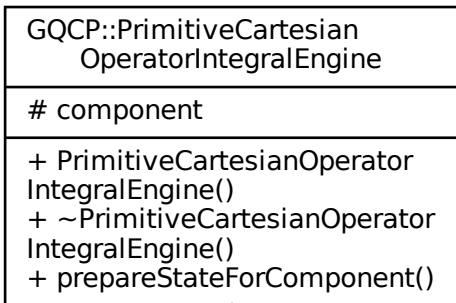 GQCP::PrimitiveCartesian
OperatorIntegralEngine
# component
+ PrimitiveCartesianOperator
IntegralEngine()
+ ~PrimitiveCartesianOperator
IntegralEngine()
+ prepareStateForComponent()